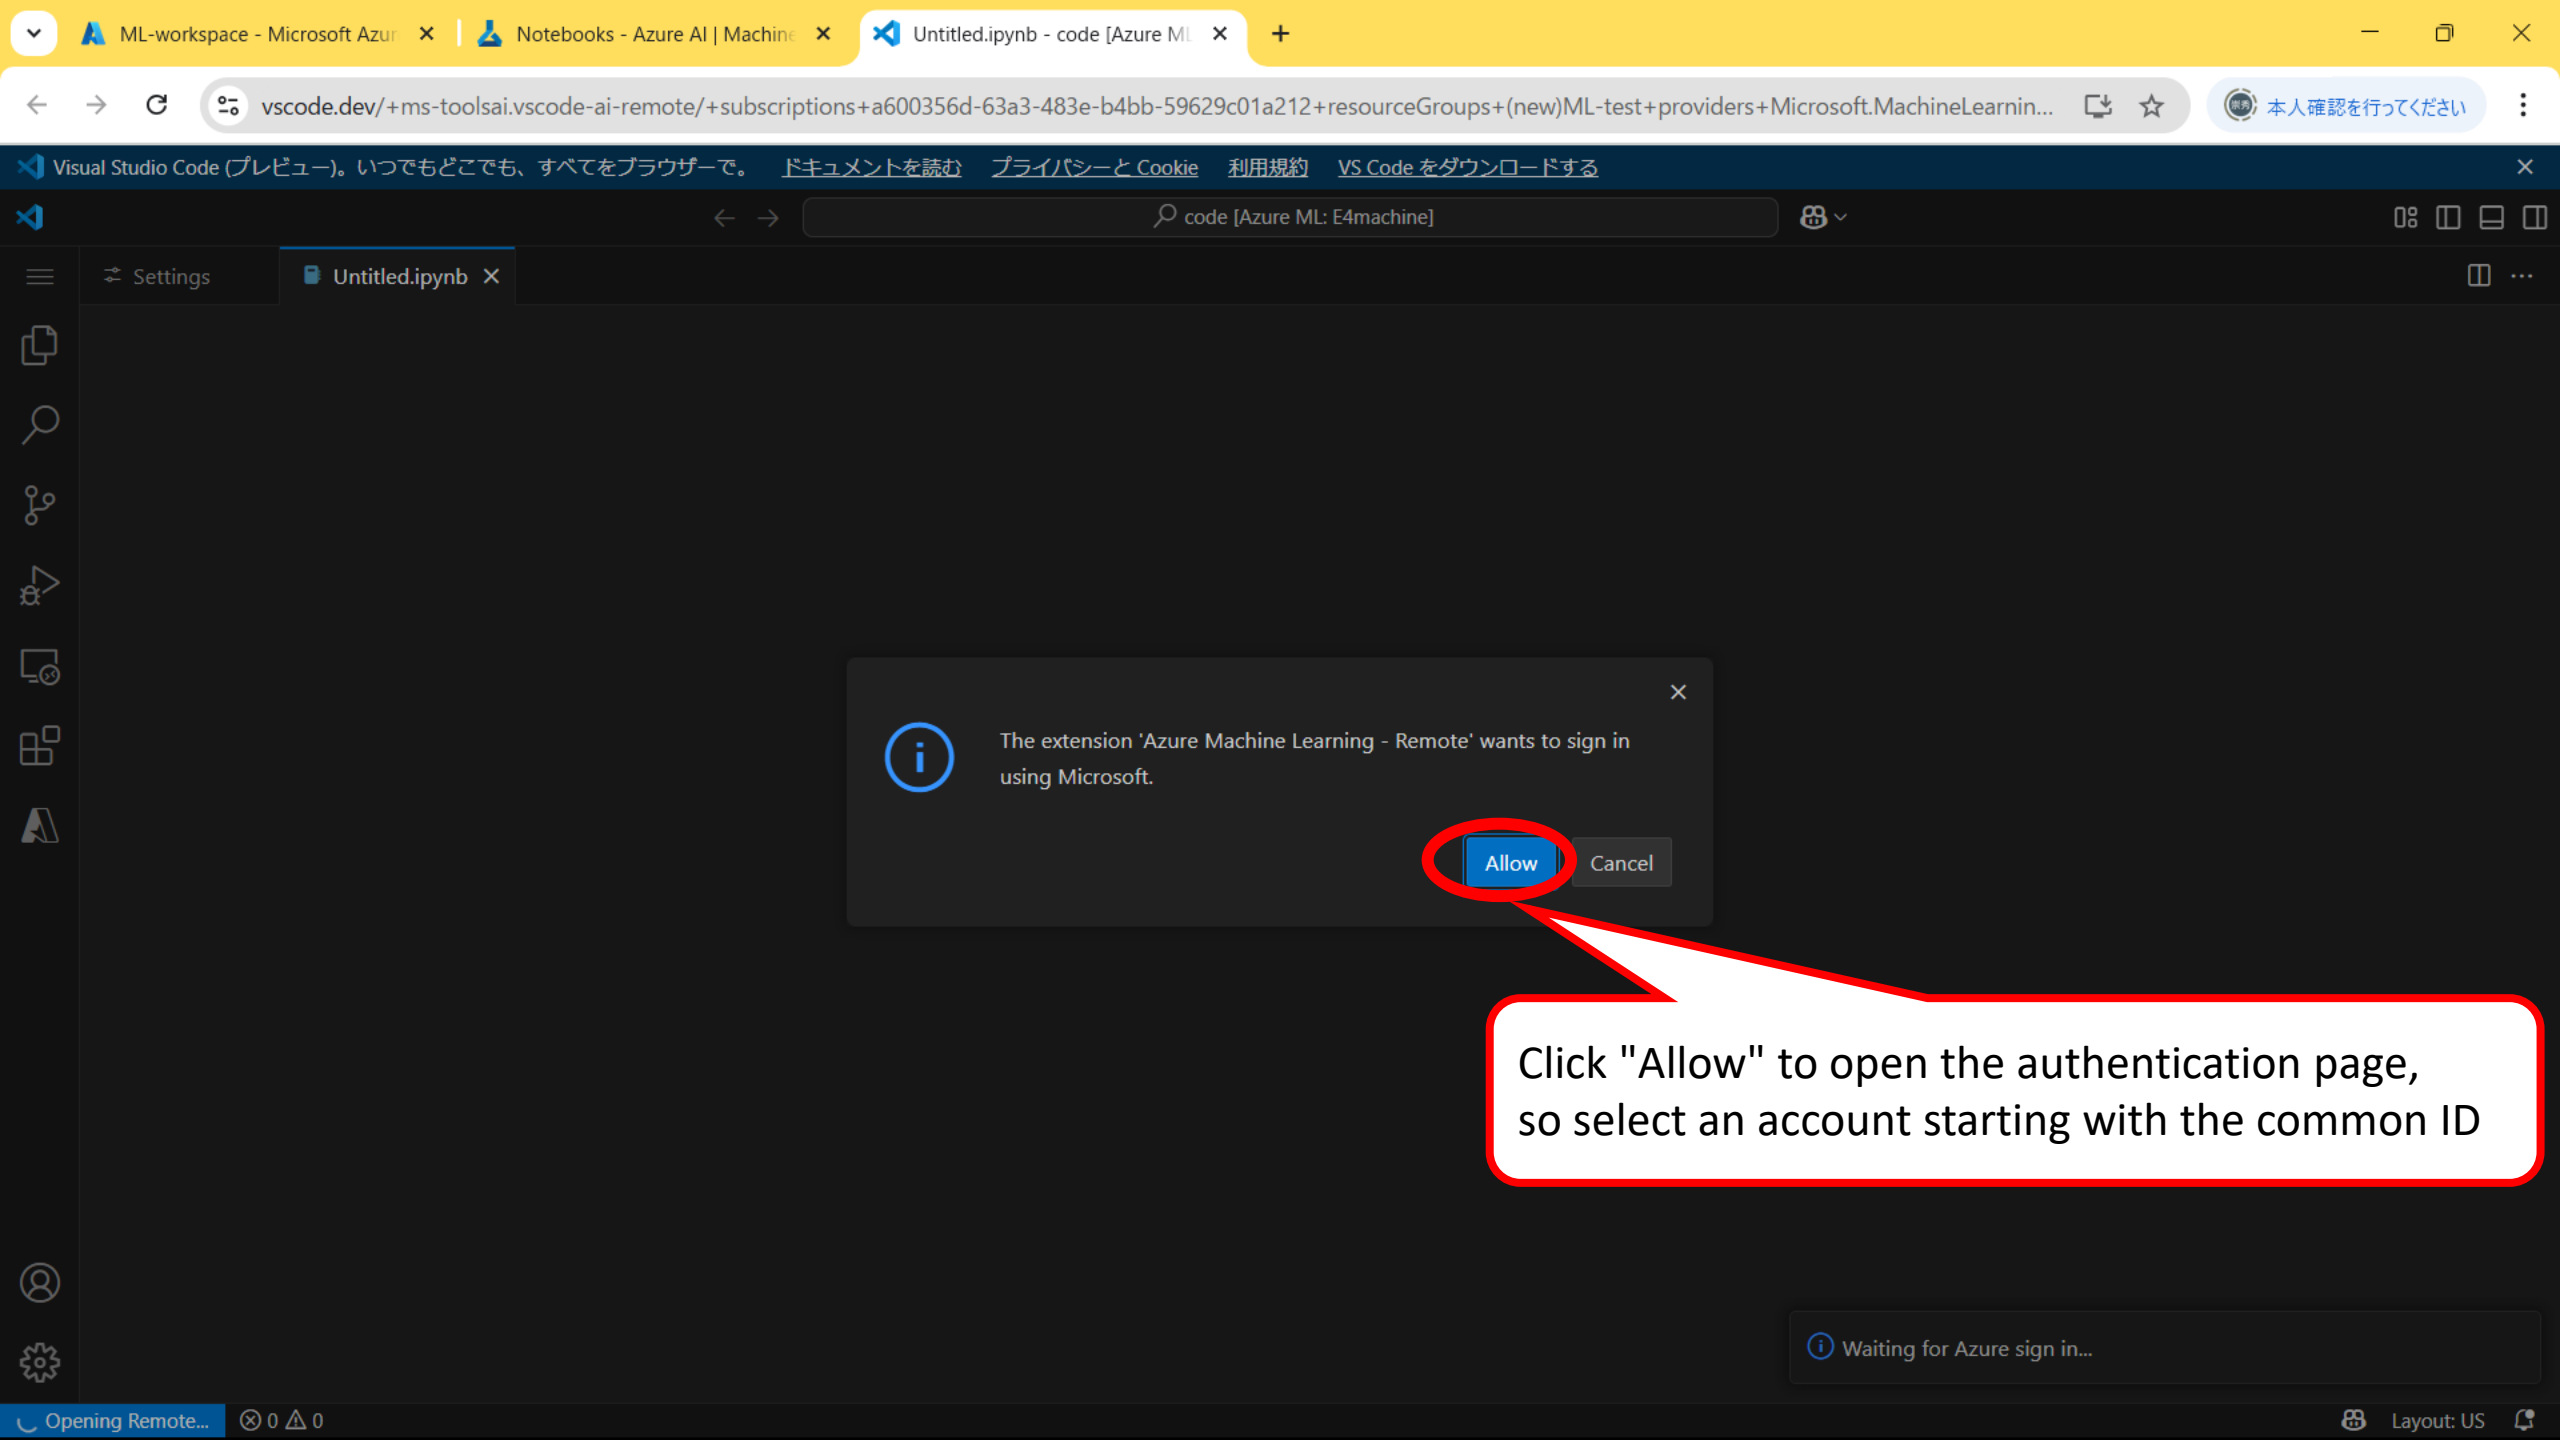 ML-workspace - Microsoft Azur
Notebooks - Azure AI | Machine
Untitled.ipynb - code [Azure ML
vscode.dev/+ms-toolsai.vscode-ai-remote/+subscriptions+a600356d-63a3-483e-b4bb-59629c01a212+resourceGroups+(new)ML-test+providers+Microsoft.MachineLearnin...
本人確認を行ってください
Visual Studio Code (プレビュー)。いつでもどこでも、すべてをブラウザーで。 ドキュメントを読む プライバシーと Cookie 利用規約 VS Code をダウンロードする
code [Azure ML: E4machine]
Settings
Untitled.ipynb
The extension 'Azure Machine Learning - Remote' wants to sign in
using Microsoft.
Allow
Cancel
Click "Allow" to open the authentication page,
so select an account starting with the common ID
Waiting for Azure sign in...
Opening Remote... 0 0
Layout: US